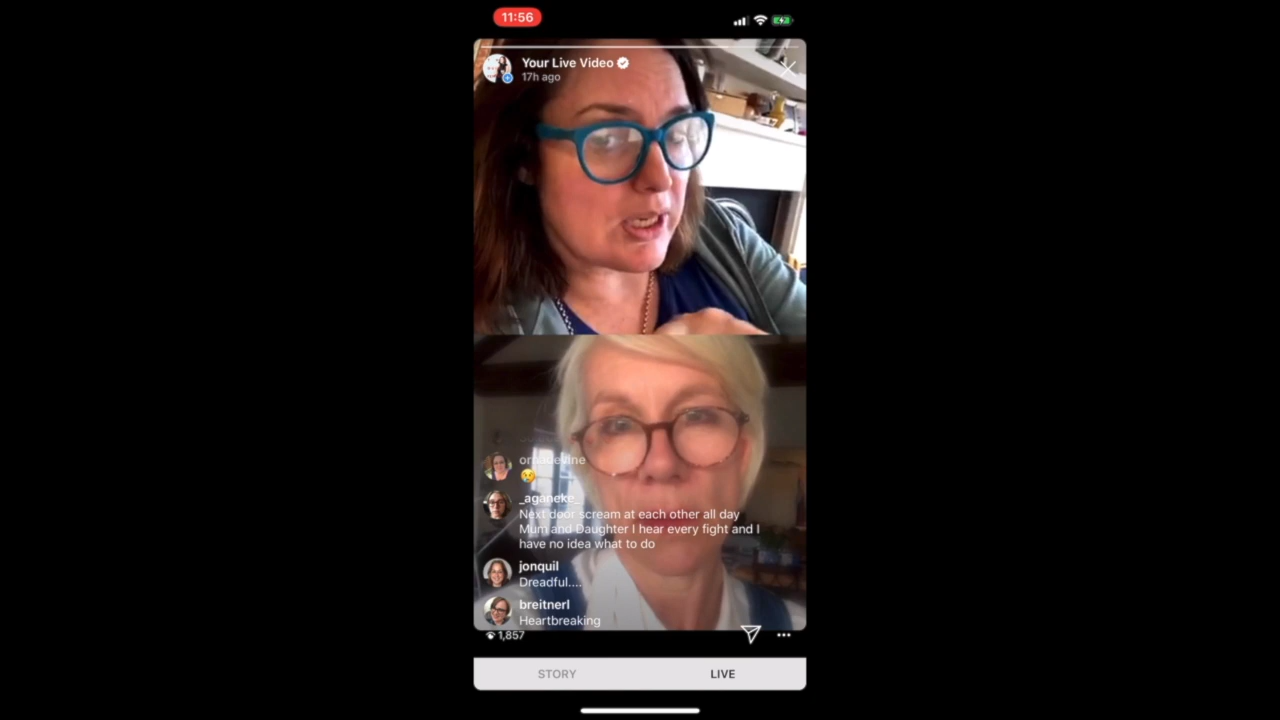 11:56
Your Live Video
17h ago
_aganeke_
Next door scream at each other all day
Mum and Daughter I hear every fight and I
have no idea what to do
jonquil
Dreadful....
breitnerl
Heartbreaking
1,857
STORY
LIVE